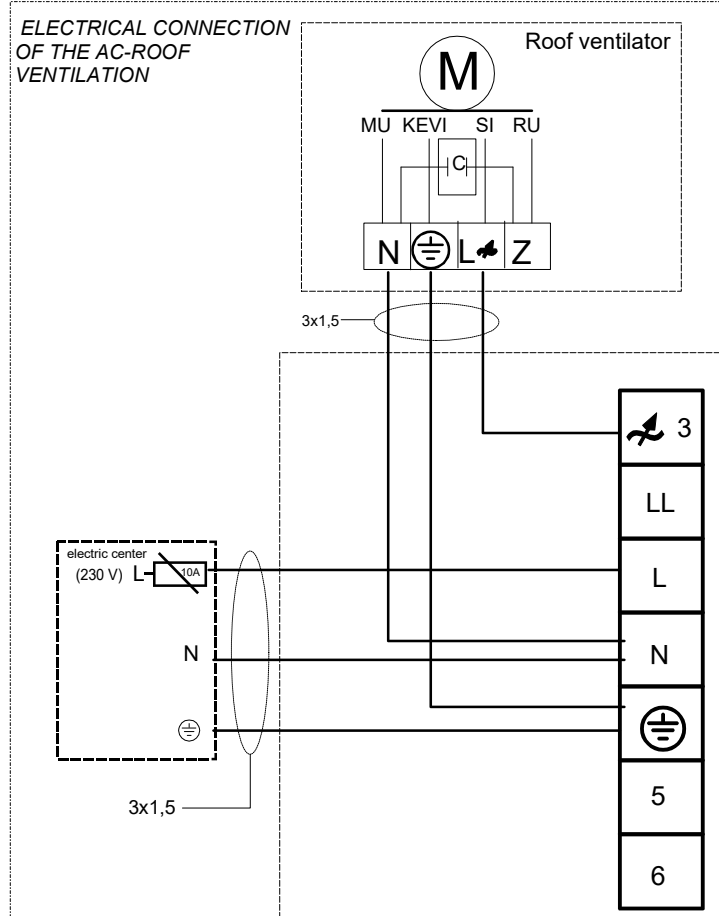 ELECTRICAL CONNECTION
OF THE AC-ROOF
VENTILATION
Roof ventilator
M
MU KEVI SI RU
C
N L Z
3x1,5
3
LL
electric center
(230 V) L 10A
L
N
N
3x1,5
5
6